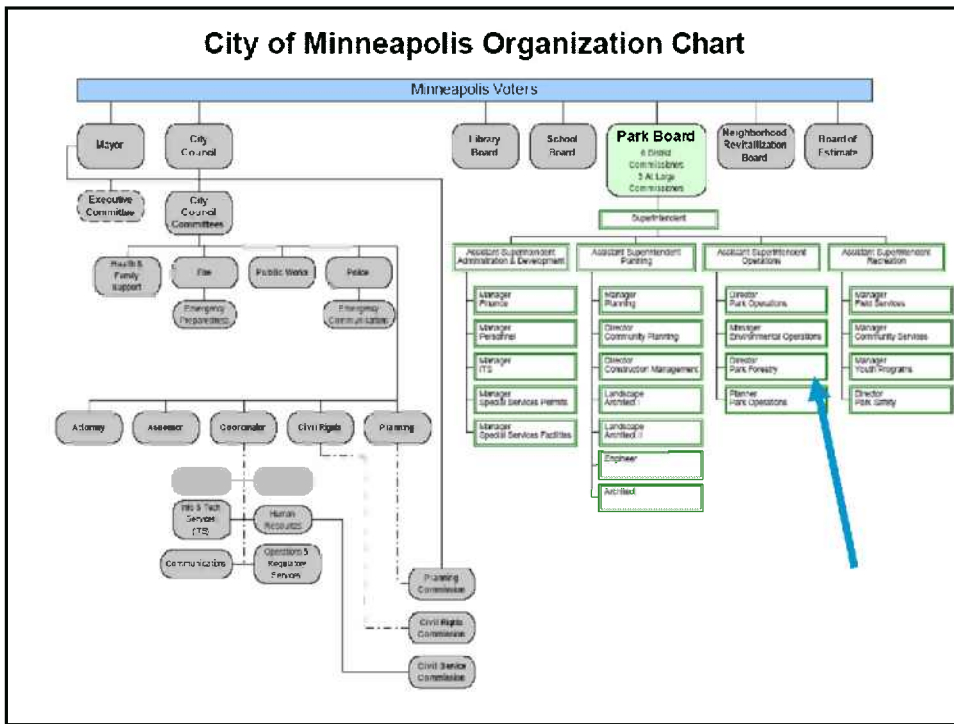 City of Minneapolis Organization Chart
Minneapolis Voters
Mayor
City
Council
Library
Board
School
Board
Park Board
6 District
Commissioners
3 At Large
Commissioners
Neighborhood
Revitallization
Board
Board of
Estimate
Executive
Committee
City
Council
Committees
Superintendent
Health &
Family
Support
Fire
Public Works
Police
Emergency
Preparedness
Emergency
Communications
Assistant Superintendent
Administration & Development
Manager
Finance
Manager
Personnel
Manager
ITS
Manager
Special Services Permits
Manager
Special Services Facilities
Assistant Superintendent
Planning
Manager
Planning
Director
Community Planning
Director
Construction Management
Landscape
Architect I
Landscape
Architect II
Engineer
Architect
Assistant Superintendent
Operations
Director
Park Operations
Manager
Environmental Operations
Director
Park Forestry
Planner
Park Operations
Assistant Superintendent
Recreation
Manager
Field Services
Manager
Community Services
Manager
Youth Programs
Director
Park Safety
Attorney
Assessor
Coordinator
Civil Rights
Planning
Info & Tech
Services
(ITS)
Human
Resources
Communications
Operations &
Regulatory
Services
Planning
Commission
Civil Rights
Commission
Civil Service
Commission